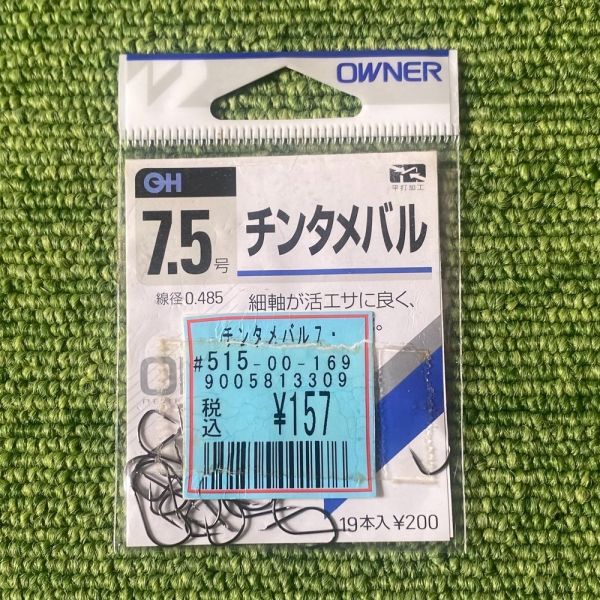 OWNER
OH
平打加工
7.5号
チンタメバル
線径0.485
細軸が活エサに良く、
チンタメバル7.
#515-00-169
9005813309
税込
¥157
19本入¥200